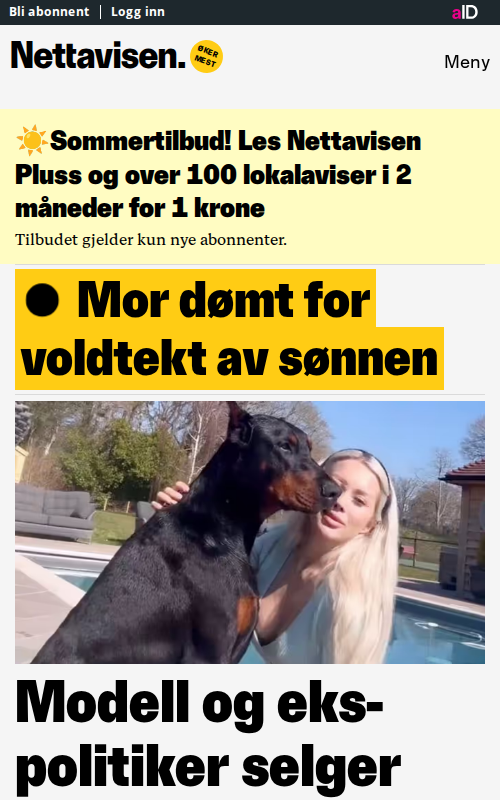 Bli abonnent | Logg inn
aID
Nettavisen.
ØKER
MEST
Meny
☀️Sommertilbud! Les Nettavisen
Pluss og over 100 lokalaviser i 2
måneder for 1 krone
Tilbudet gjelder kun nye abonnenter.
Mor dømt for
voldtekt av sønnen
Modell og eks-
politiker selger